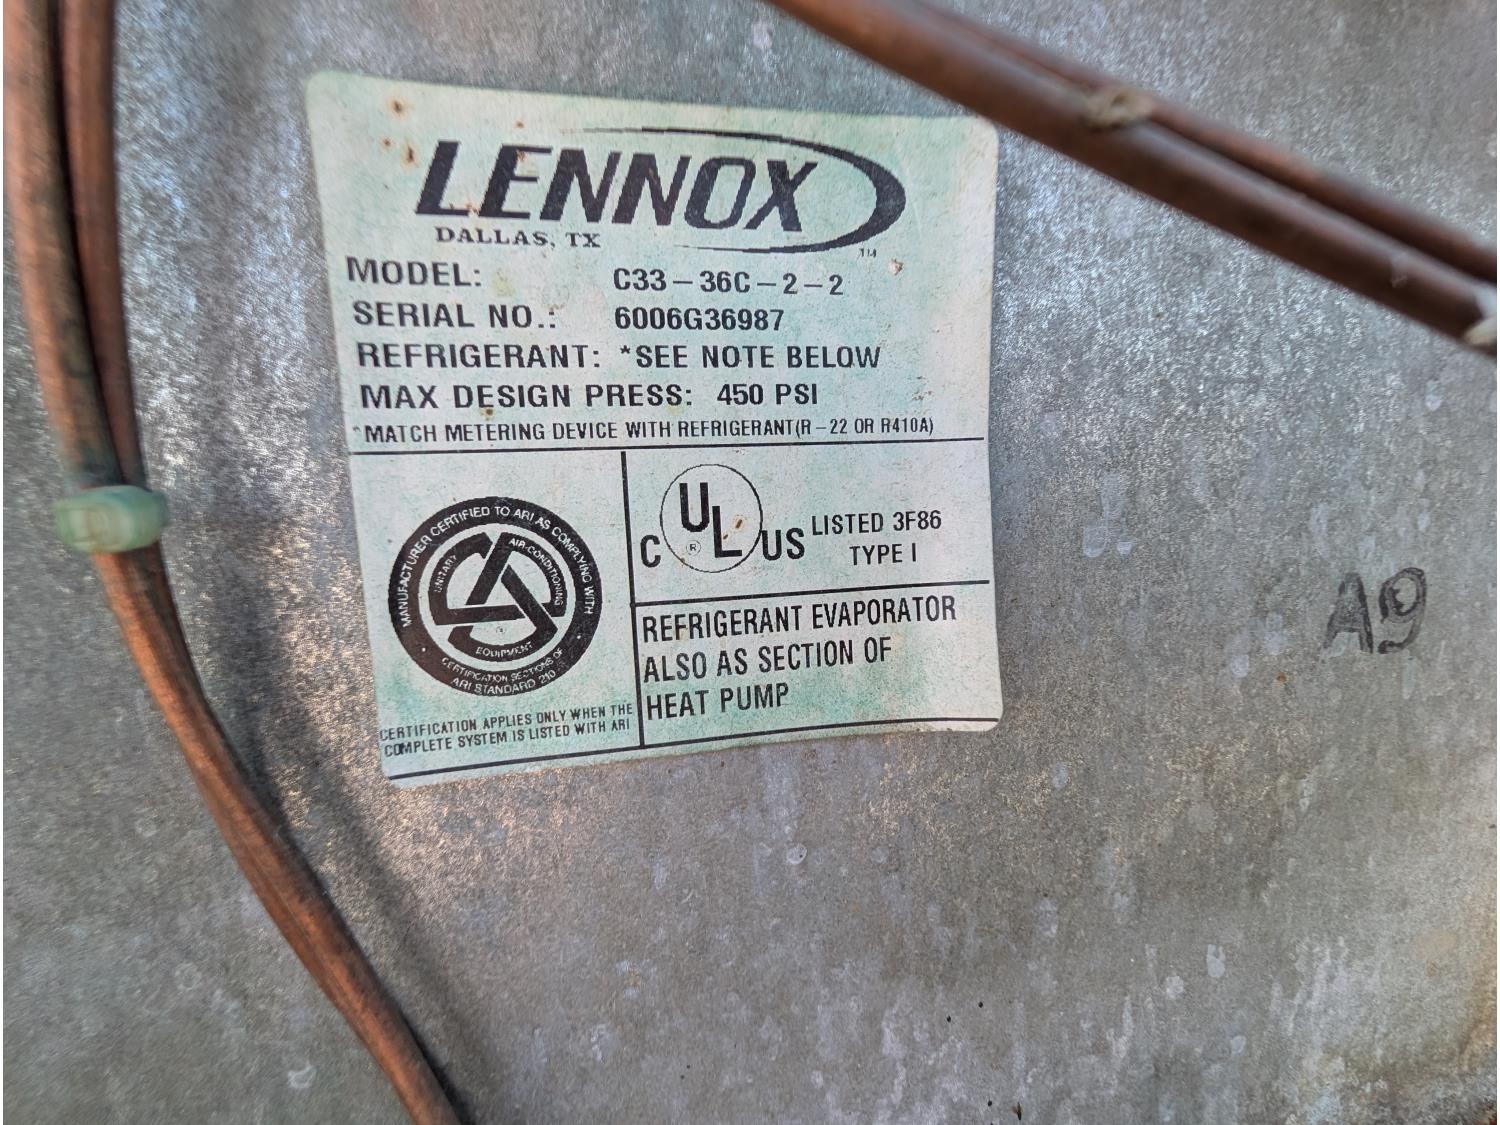 LENNOX
DALLAS, TX
TM
MODEL: C33-36C-2-2
SERIAL NO.: 6006G36987
REFRIGERANT: *SEE NOTE BELOW
MAX DESIGN PRESS: 450 PSI
*MATCH METERING DEVICE WITH REFRIGERANT(R-22 OR R410A)
MANUFACTURER CERTIFIED TO ARI AS COMPLYING WITH
UNITARY
AIR-CONDITIONING
EQUIPMENT
CERTIFICATION SECTIONS OF
ARI STANDARD 210
CERTIFICATION APPLIES ONLY WHEN THE
COMPLETE SYSTEM IS LISTED WITH ARI
C UL® US LISTED 3F86
TYPE I
REFRIGERANT EVAPORATOR
ALSO AS SECTION OF
HEAT PUMP
A9